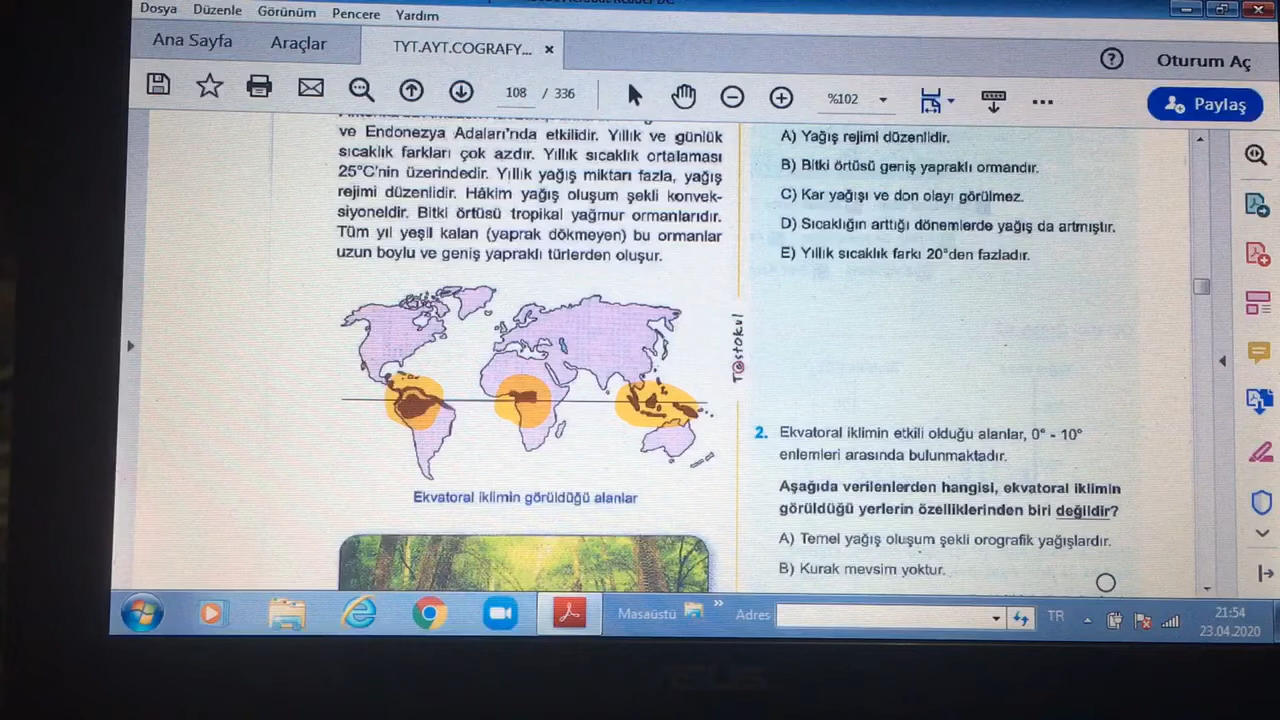 Dosya Düzenle Görünüm Pencere Yardım
Ana Sayfa Araçlar TYT.AYT.COGRAFY... × ? Oturum Aç
108 / 336 %102 ... Paylaş
ve Endonezya Adaları'nda etkilidir. Yıllık ve günlük
sıcaklık farkları çok azdır. Yıllık sıcaklık ortalaması
25°C'nin üzerindedir. Yıllık yağış miktarı fazla, yağış
rejimi düzenlidir. Hâkim yağış oluşum şekli konvek-
siyoneldir. Bitki örtüsü tropikal yağmur ormanlarıdır.
Tüm yıl yeşil kalan (yaprak dökmeyen) bu ormanlar
uzun boylu ve geniş yapraklı türlerden oluşur.
Ekvatoral iklimin görüldüğü alanlar
Tostokul
A) Yağış rejimi düzenlidir.
B) Bitki örtüsü geniş yapraklı ormandır.
C) Kar yağışı ve don olayı görülmez.
D) Sıcaklığın arttığı dönemlerde yağış da artmıştır.
E) Yıllık sıcaklık farkı 20°den fazladır.
2. Ekvatoral iklimin etkili olduğu alanlar, 0° - 10°
enlemleri arasında bulunmaktadır.
Aşağıda verilenlerden hangisi, ekvatoral iklimin
görüldüğü yerlerin özelliklerinden biri değildir?
A) Temel yağış oluşum şekli orografik yağışlardır.
B) Kurak mevsim yoktur.
Masaüstü » Adres TR 21:54
23.04.2020
ASUS